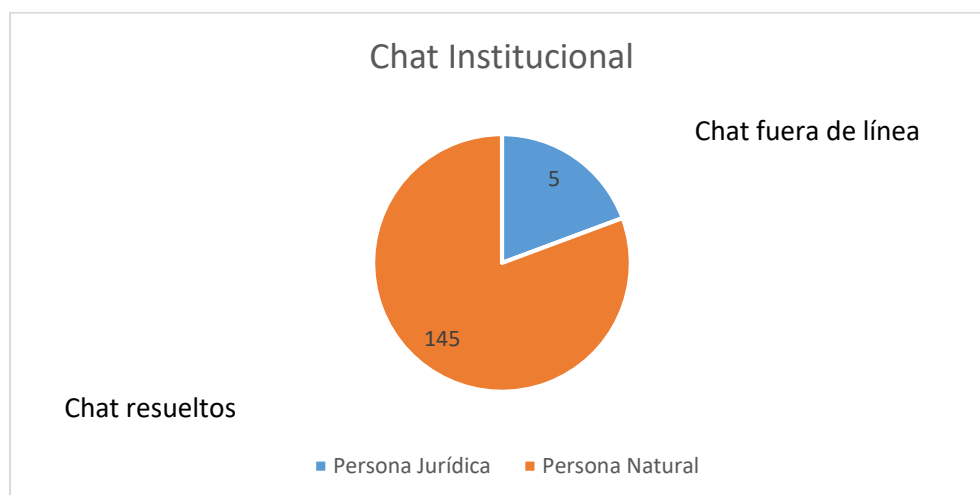 Chat Institucional
Chat fuera de línea
5
145
Chat resueltos
Persona Jurídica
Persona Natural